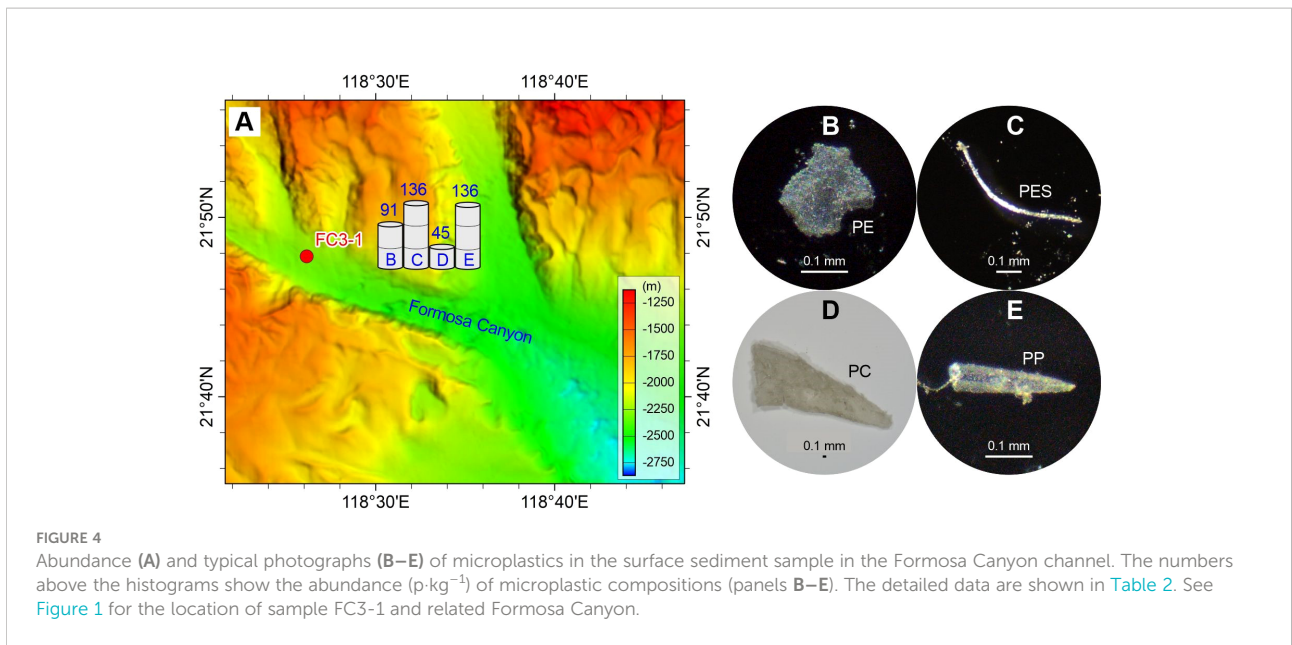 118°30'E 118°40'E
A
B
C
136 136
91
PES
21°50'N
45
PE
21°50'N
FC3-1
B C D E
0.1 mm
0.1 mm
(m)
-1250
D
E
Formosa Canyon
-1500
-1750
PC
PP
-2000
21°40'N
-2250
21°40'N
-2500
0.1 mm
0.1 mm
-2750
118°30'E 118°40'E
FIGURE 4
Abundance (A) and typical photographs (B–E) of microplastics in the surface sediment sample in the Formosa Canyon channel. The numbers
above the histograms show the abundance (p·kg⁻¹) of microplastic compositions (panels B–E). The detailed data are shown in Table 2. See
Figure 1 for the location of sample FC3-1 and related Formosa Canyon.